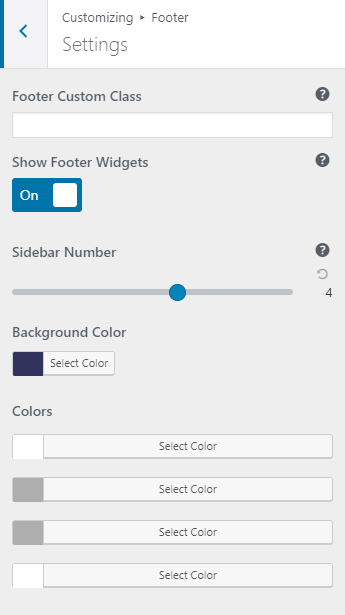 Customizing ▸ Footer
Settings
Footer Custom Class
Show Footer Widgets
On
Sidebar Number
4
Background Color
Select Color
Colors
Select Color
Select Color
Select Color
Select Color